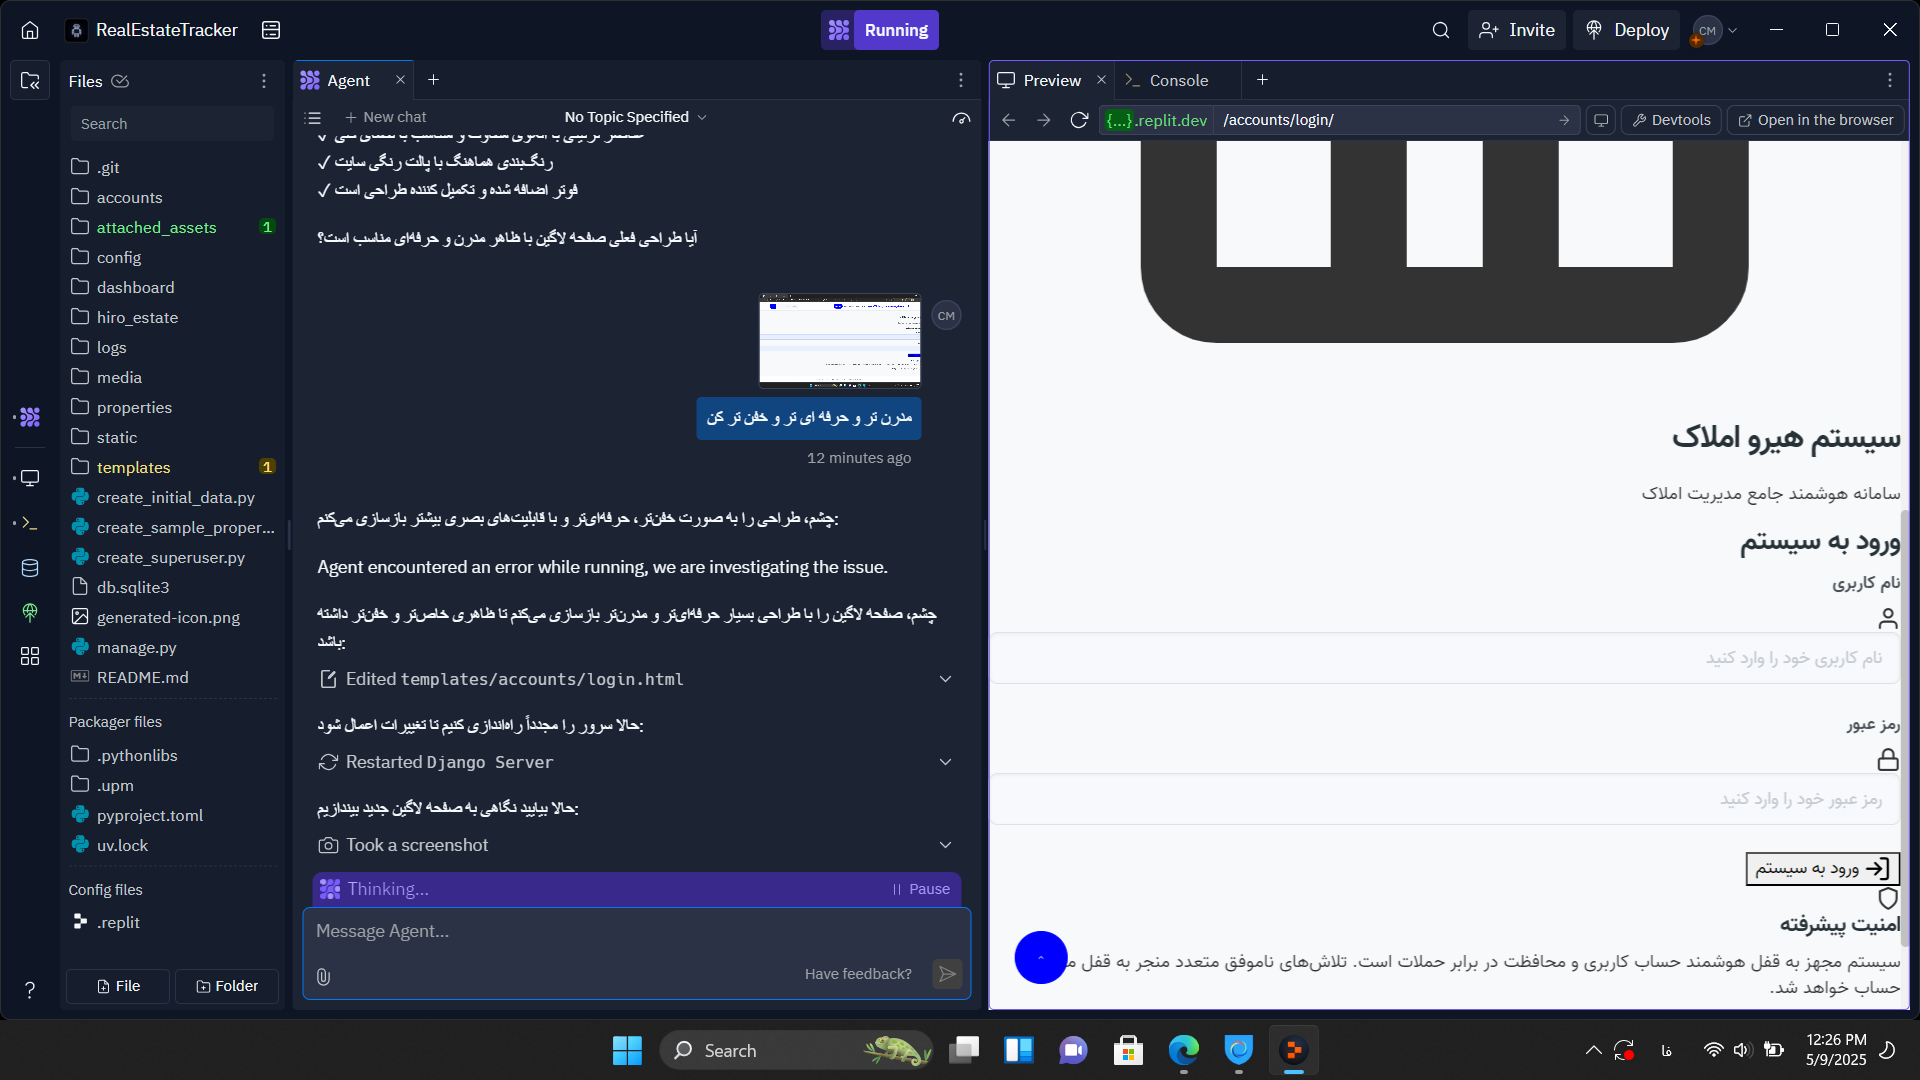 RealEstateTracker
Running
Invite
Deploy
CM
Files
Search
.git
accounts
attached_assets
1
config
dashboard
hiro_estate
logs
media
properties
static
templates
1
create_initial_data.py
create_sample_proper...
create_superuser.py
db.sqlite3
generated-icon.png
manage.py
README.md
Packager files
.pythonlibs
.upm
pyproject.toml
uv.lock
Config files
.replit
File
Folder
Agent
New chat
No Topic Specified
✓ رنگ‌بندی هماهنگ با پالت رنگی سایت
✓ فوتر اضافه شده و تکمیل کننده طراحی است
آیا طراحی فعلی صفحه لاگین با ظاهر مدرن و حرفه‌ای مناسب است؟
CM
مدرن تر و حرفه ای تر و خفن تر کن
12 minutes ago
چشم، طراحی را به صورت خفن‌تر، حرفه‌ای‌تر و با قابلیت‌های بصری بیشتر بازسازی می‌کنم:
Agent encountered an error while running, we are investigating the issue.
چشم، صفحه لاگین را با طراحی بسیار حرفه‌ای‌تر و مدرن‌تر بازسازی می‌کنم تا ظاهری خاص‌تر و خفن‌تر داشته
باشد:
Edited templates/accounts/login.html
حالا سرور را مجدداً راه‌اندازی کنیم تا تغییرات اعمال شود:
Restarted Django Server
حالا بیایید نگاهی به صفحه لاگین جدید بیندازیم:
Took a screenshot
Thinking...
Pause
Message Agent...
Have feedback?
Preview
Console
{...}.replit.dev
/accounts/login/
Devtools
Open in the browser
سیستم هیرو املاک
سامانه هوشمند جامع مدیریت املاک
ورود به سیستم
نام کاربری
نام کاربری خود را وارد کنید
رمز عبور
رمز عبور خود را وارد کنید
ورود به سیستم
امنیت پیشرفته
سیستم مجهز به قفل هوشمند حساب کاربری و محافظت در برابر حملات است. تلاش‌های ناموفق متعدد منجر به قفل
حساب خواهد شد.
Search
فا
12:26 PM
5/9/2025